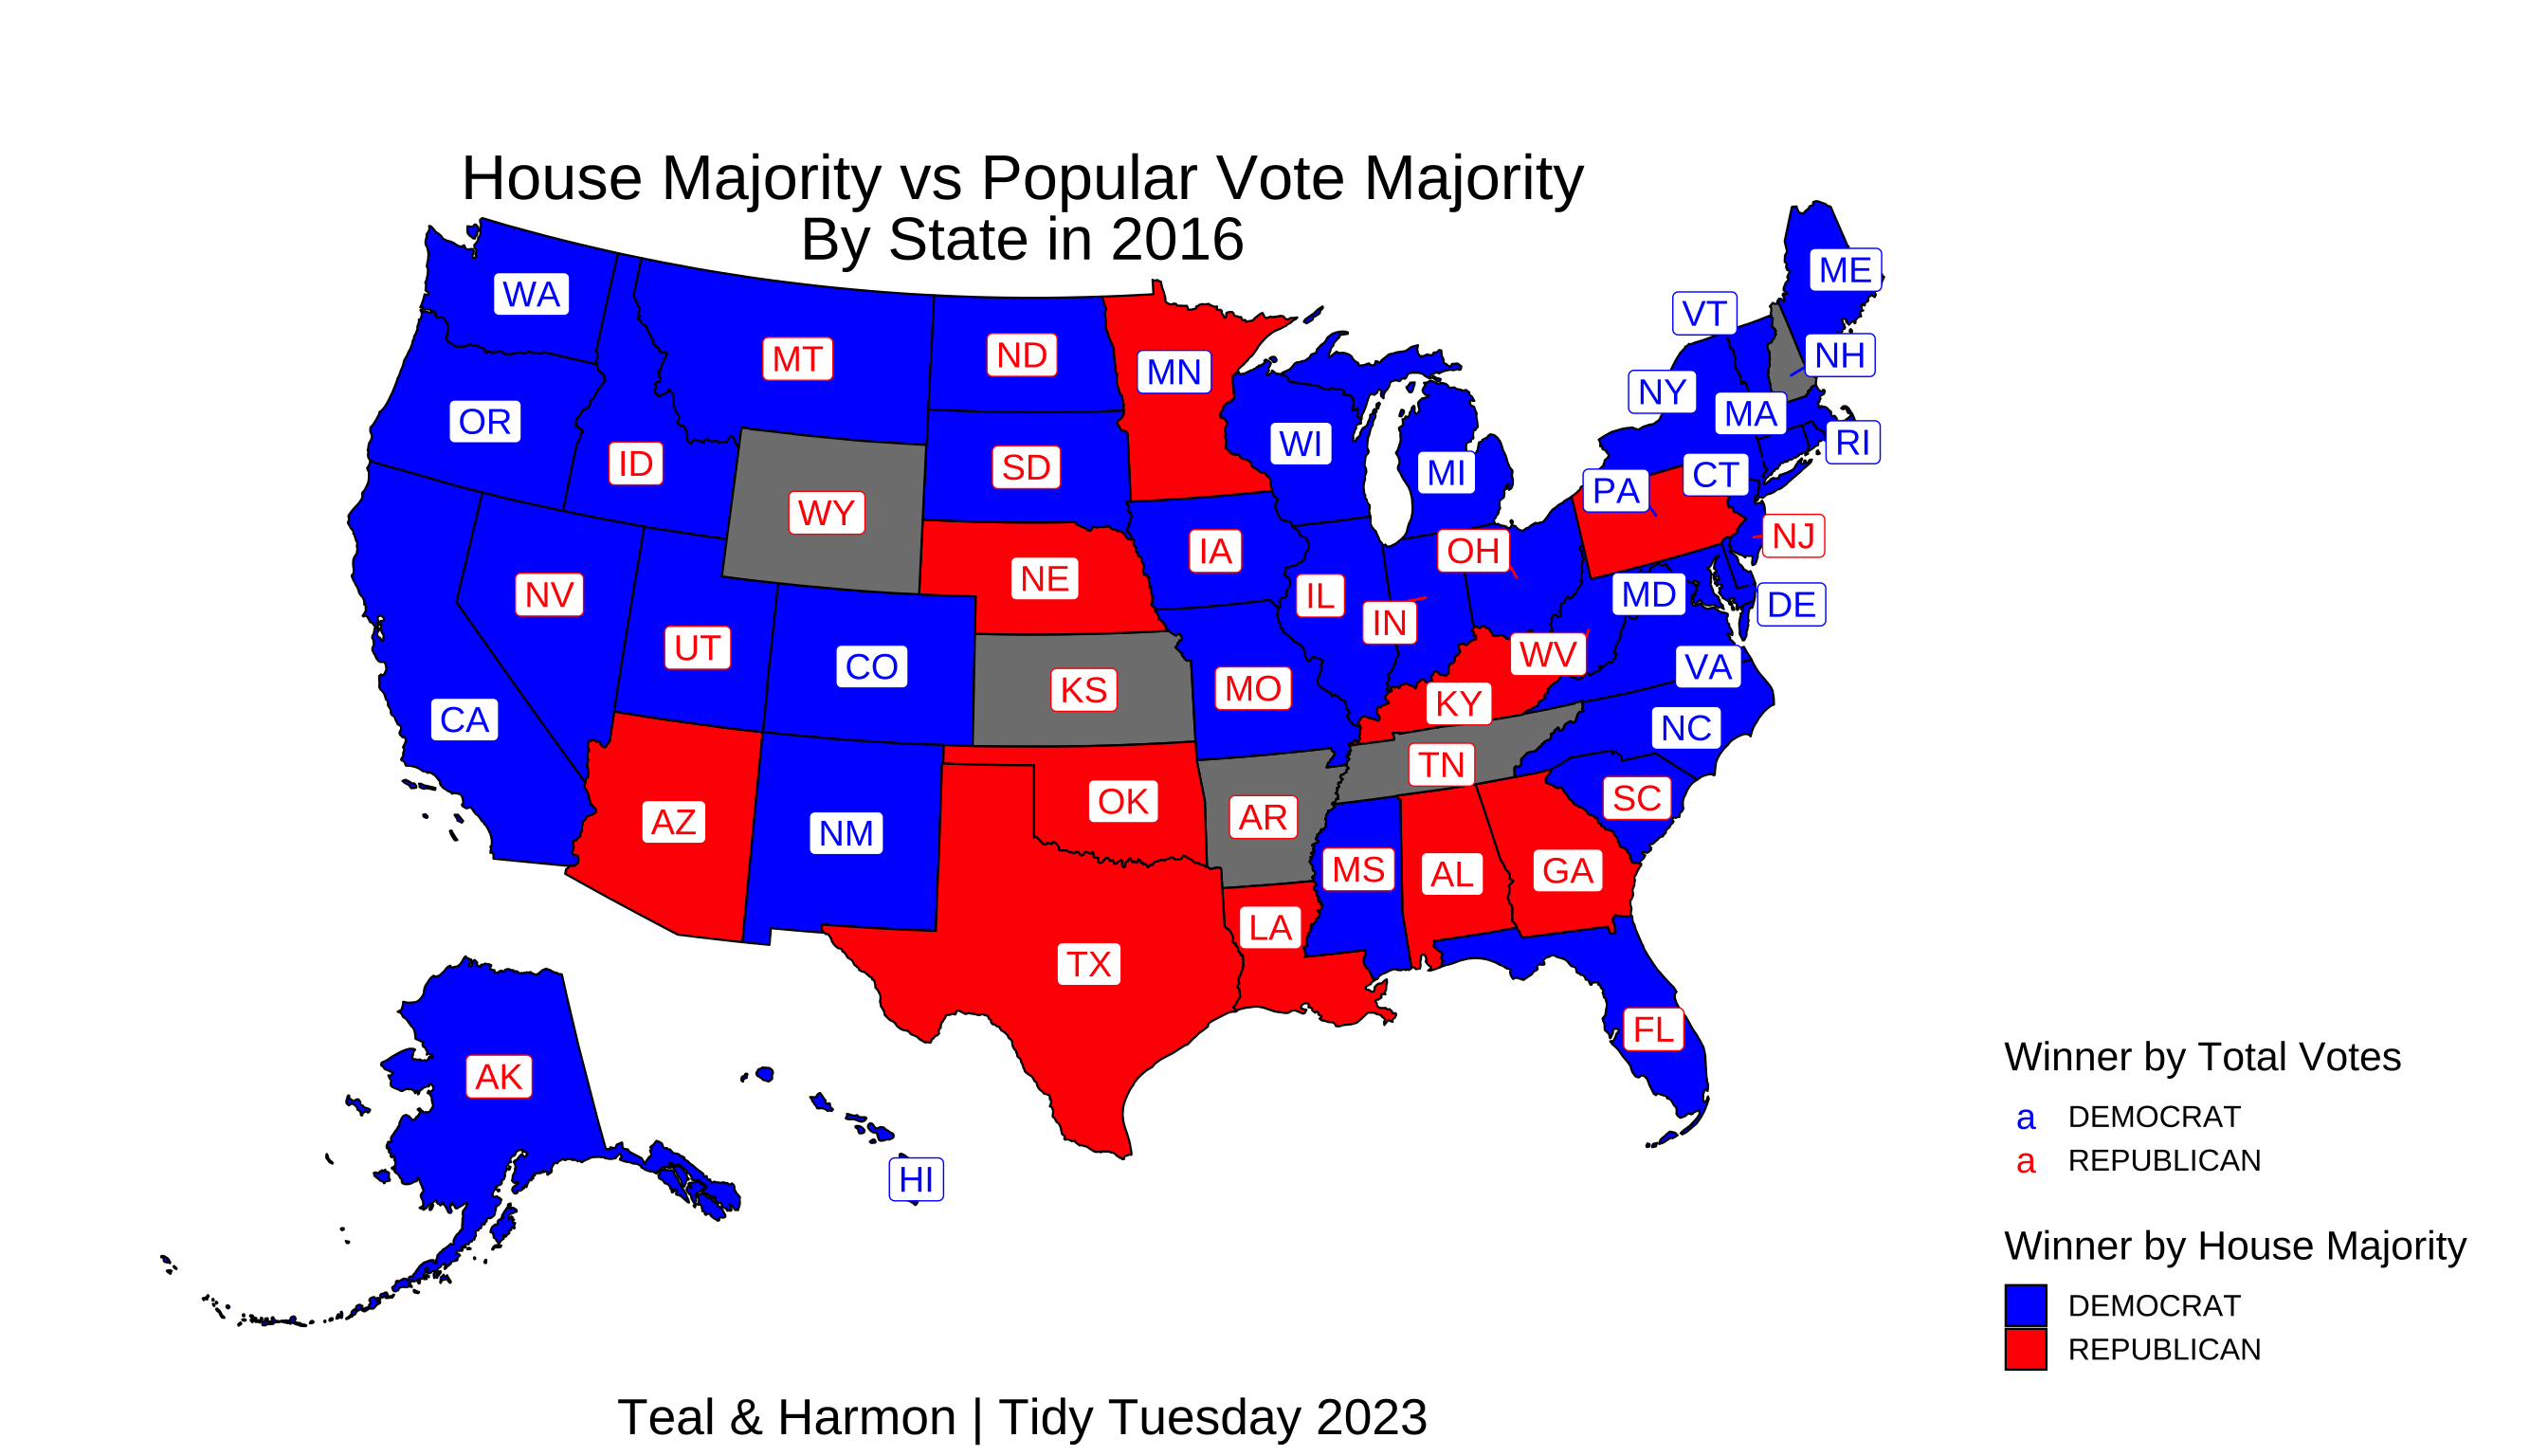 House Majority vs Popular Vote Majority
By State in 2016
WA
MT
ND
MN
ME
VT
NH
NY
MA
RI
OR
ID
SD
WI
MI
CT
PA
WY
NJ
NE
IA
OH
IL
IN
MD
DE
NV
UT
CO
KS
MO
WV
VA
KY
NC
CA
TN
SC
AZ
NM
OK
AR
MS
AL
GA
LA
TX
FL
AK
HI
Winner by Total Votes
a DEMOCRAT
a REPUBLICAN
Winner by House Majority
DEMOCRAT
REPUBLICAN
Teal & Harmon | Tidy Tuesday 2023